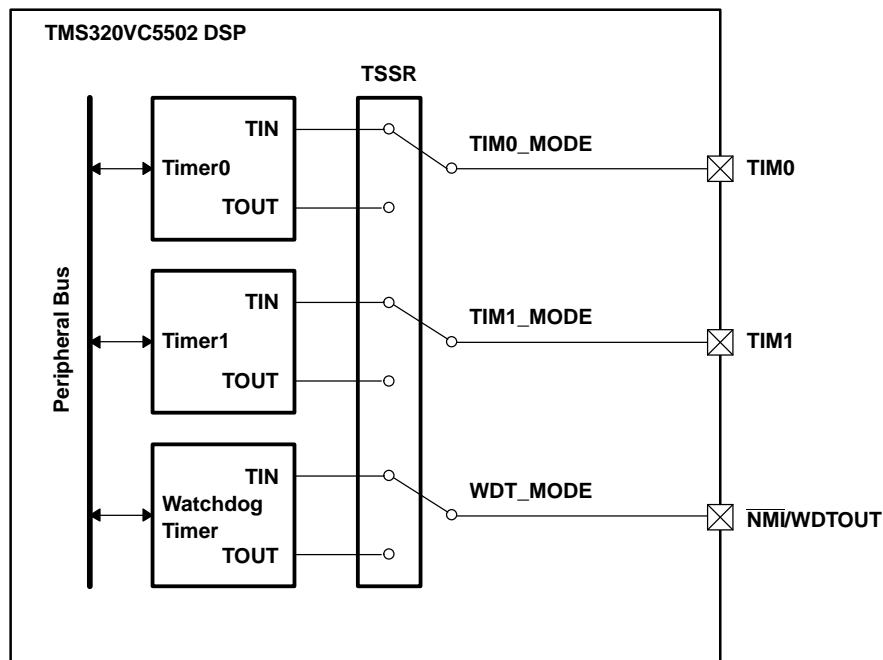 TMS320VC5502 DSP
TSSR
TIN
TIM0_MODE
Timer0
TIM0
TOUT
Peripheral Bus
TIN
TIM1_MODE
Timer1
TIM1
TOUT
TIN
WDT_MODE
Watchdog
Timer
N̅M̅I̅/WDTOUT
TOUT